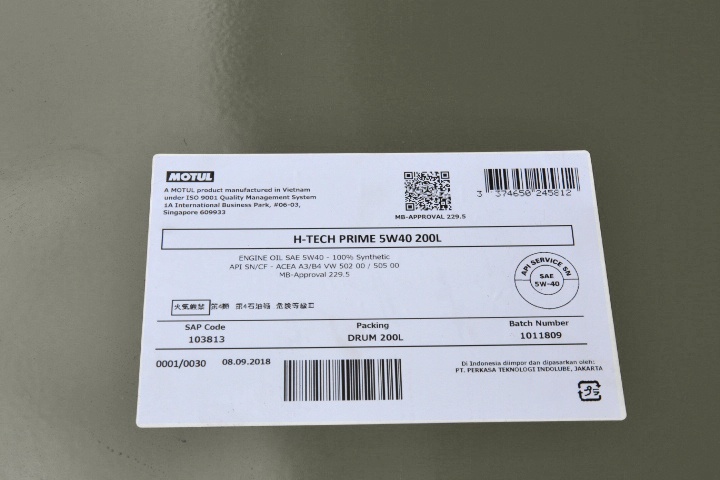 MOTUL
A MOTUL product manufactured in Vietnam
under ISO 9001 Quality Management System
1A International Business Park, #06-03,
Singapore 609933
MB-APPROVAL 229.5
3 374650 245812
H-TECH PRIME 5W40 200L
ENGINE OIL SAE 5W40 - 100% Synthetic
API SN/CF - ACEA A3/B4 VW 502 00 / 505 00
MB-Approval 229.5
API SERVICE SN
SAE
5W-40
火気厳禁 第4類 第4石油類 危険等級Ⅲ
SAP Code Packing Batch Number
103813 DRUM 200L 1011809
0001/0030 08.09.2018
Di Indonesia diimpor dan dipasarkan oleh:
PT. PERKASA TEKNOLOGI INDOLUBE, JAKARTA
プラ